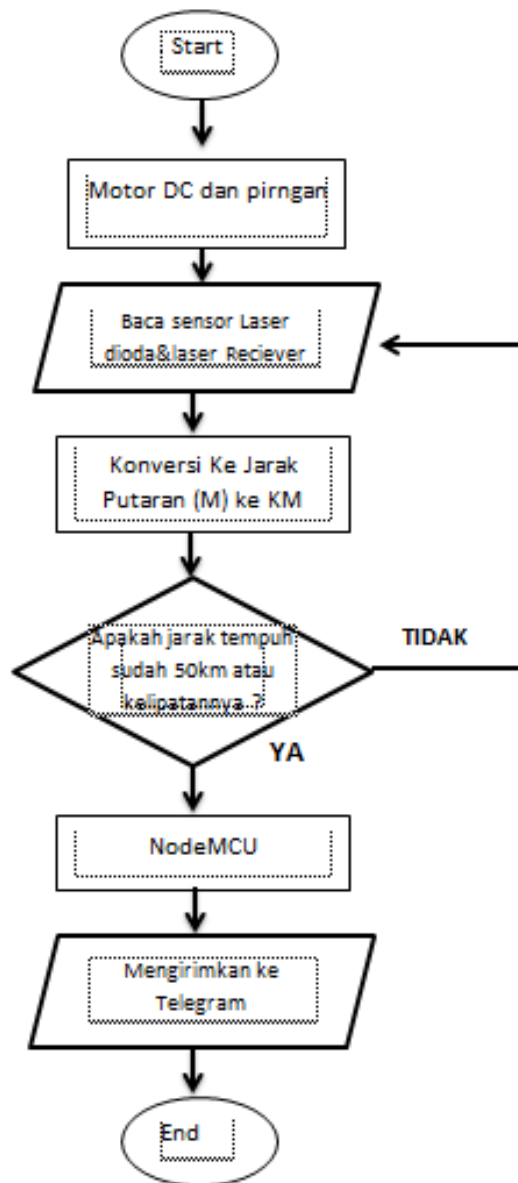 Start
Motor DC dan pirngan
Baca sensor Laser
dioda&laser Reciever
Konversi Ke Jarak
Putaran (M) ke KM
Apakah jarak tempuh
sudah 50km atau
kelipatannya .?
TIDAK
YA
NodeMCU
Mengirimkan ke
Telegram
End